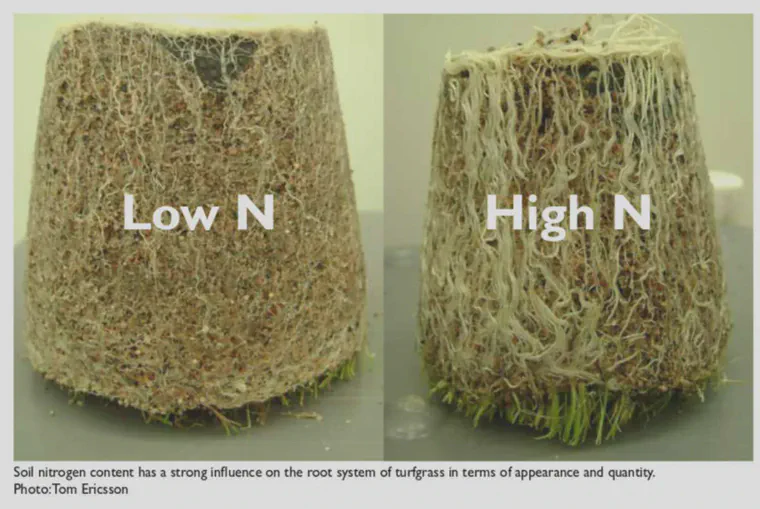 Low N
High N
Soil nitrogen content has a strong influence on the root system of turfgrass in terms of appearance and quantity.
Photo:Tom Ericsson